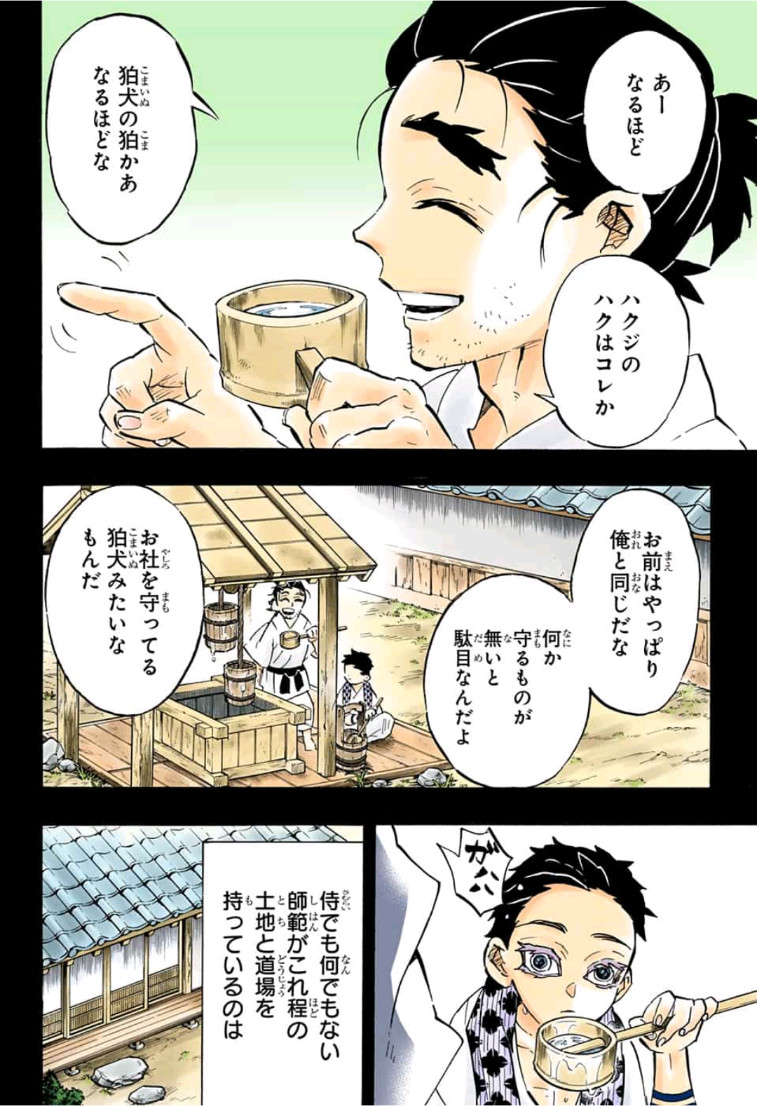 あー
なるほど
ハクジの
ハクはコレか
狛犬の狛かあ
なるほどな
お前はやっぱり
俺と同じだな
何か
守るものが
無いと
駄目なんだよ
お社を守ってる
狛犬みたいな
もんだ
ガハハ
侍でも何でもない
師範がこれ程の
土地と道場を
持っているのは